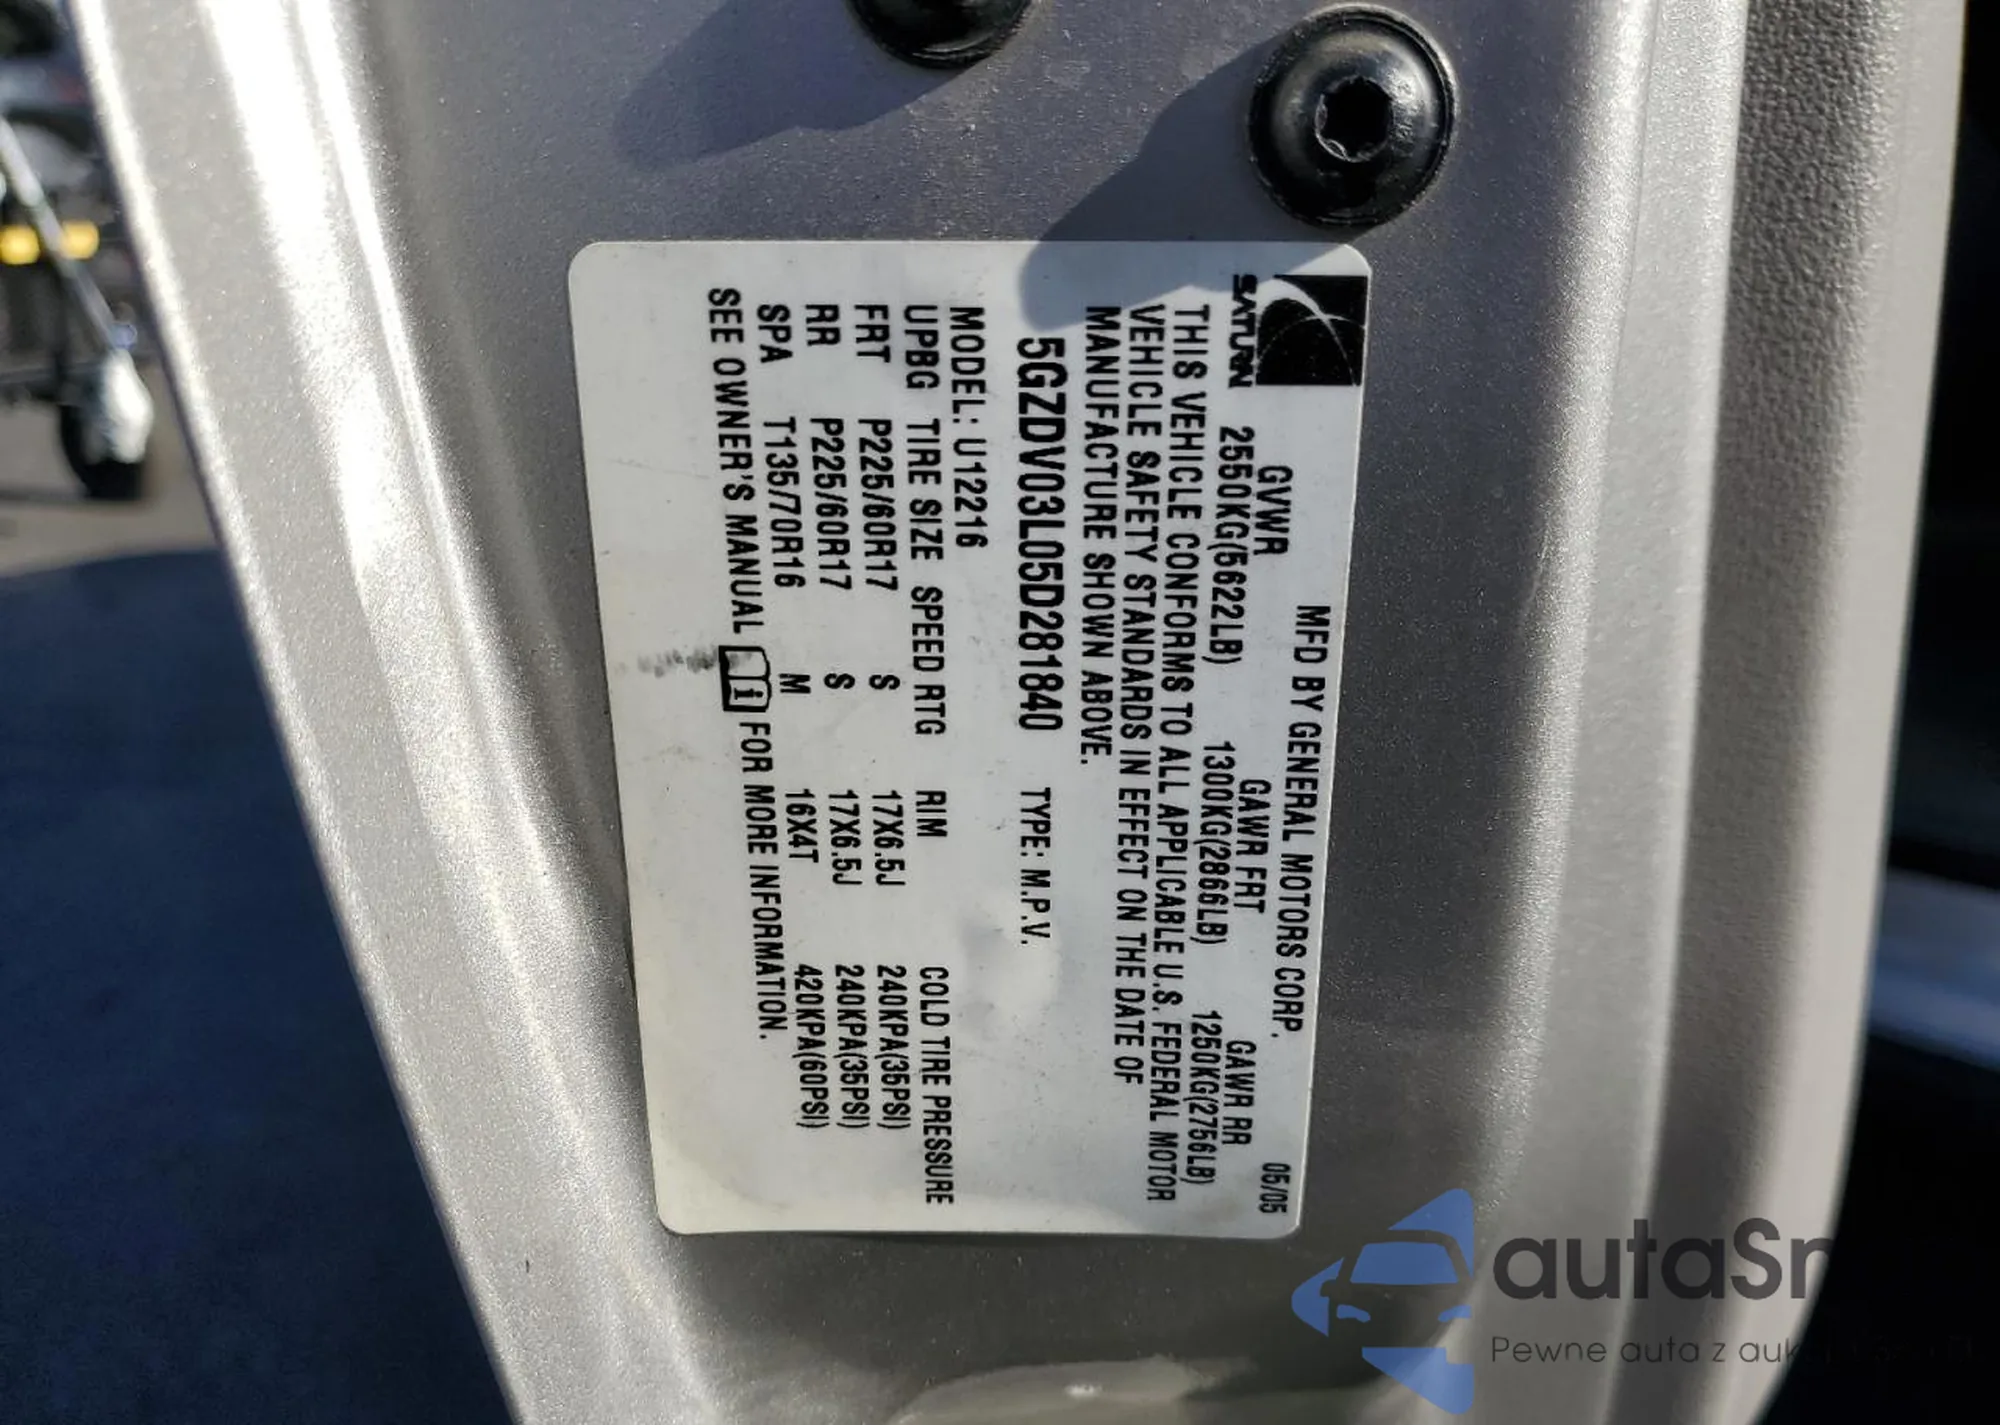 SATURN
MFD BY GENERAL MOTORS CORP. 05/05
GVWR GAWR FRT GAWR RR
2550KG(5622LB) 1300KG(2866LB) 1250KG(2756LB)
THIS VEHICLE CONFORMS TO ALL APPLICABLE U.S. FEDERAL MOTOR
VEHICLE SAFETY STANDARDS IN EFFECT ON THE DATE OF
MANUFACTURE SHOWN ABOVE.
5GZDV03L05D281840 TYPE: M.P.V.
MODEL: U12216
UPBG TIRE SIZE SPEED RTG RIM COLD TIRE PRESSURE
FRT P225/60R17 S 17X6.5J 240KPA(35PSI)
RR P225/60R17 S 17X6.5J 240KPA(35PSI)
SPA T135/70R16 M 16X4T 420KPA(60PSI)
SEE OWNER'S MANUAL i FOR MORE INFORMATION.
Pewne auta z